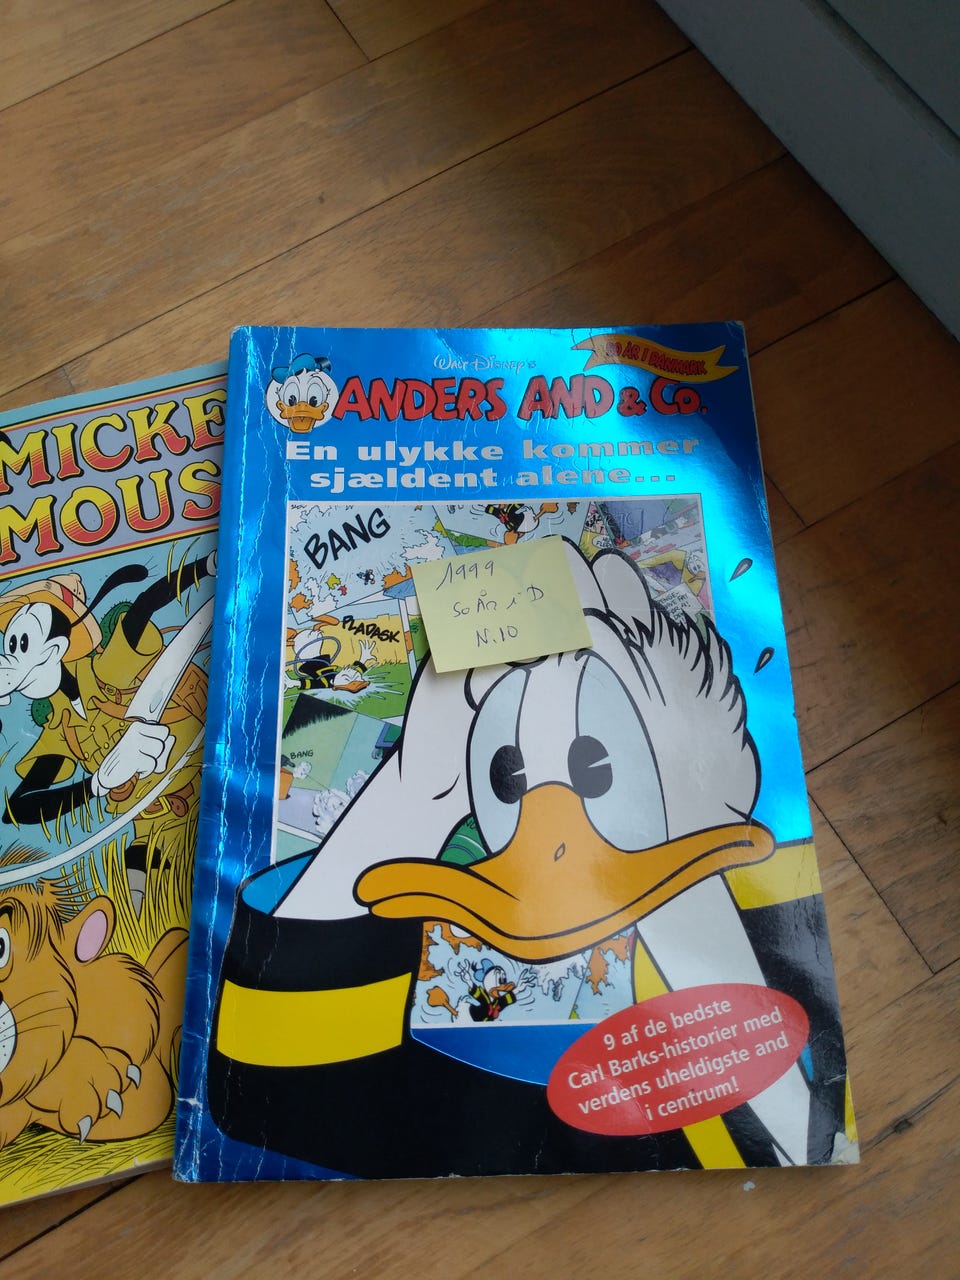 MICKE
MOUS
WALT DISNEY'S
50 ÅR I DANMARK
ANDERS AND & Co.
En ulykke kommer
sjældent alene...
BANG
1999
50 ÅR i D
N.10
PLADASK
BANG
9 af de bedste
Carl Barks-historier med
verdens uheldigste and
i centrum!